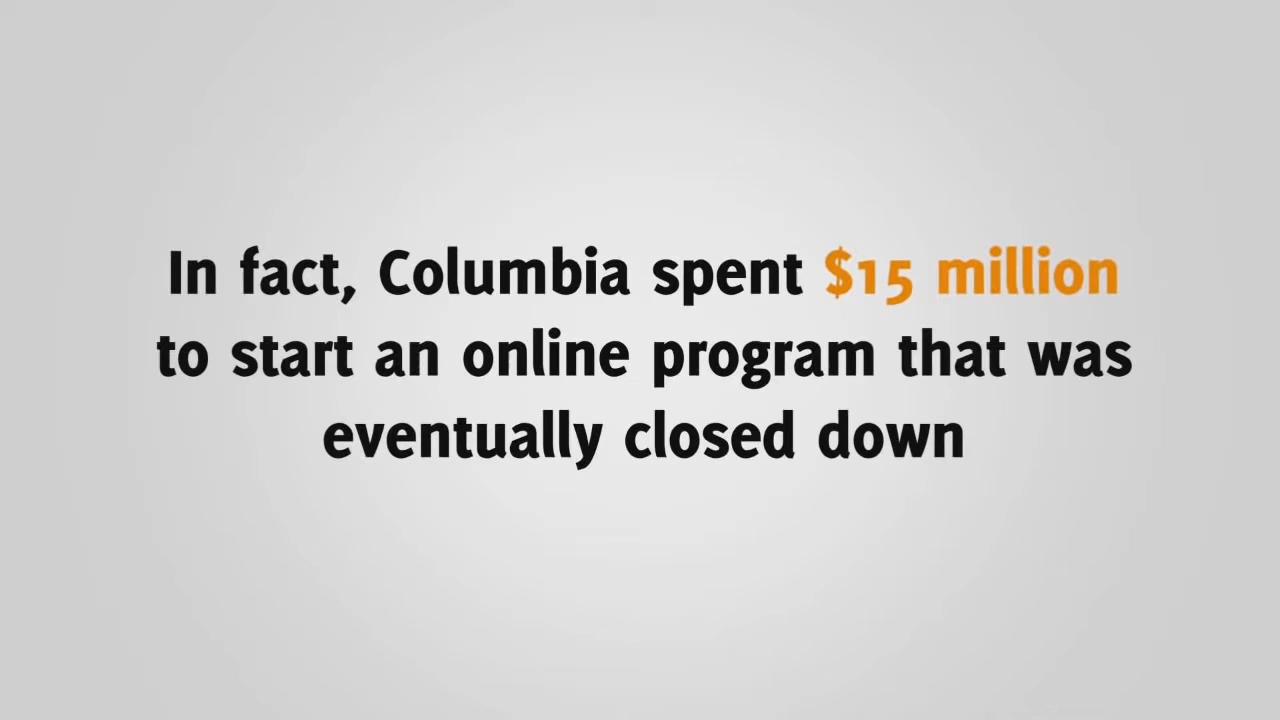 In fact, Columbia spent $15 million
to start an online program that was
eventually closed down